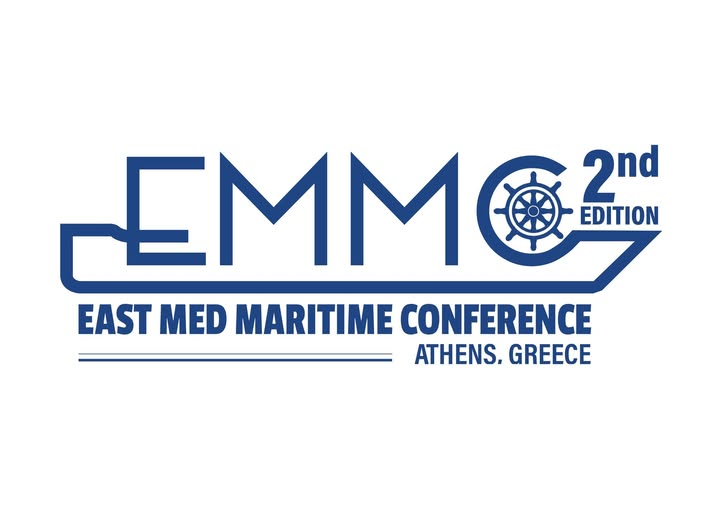 EMMC
2nd
EDITION
EAST MED MARITIME CONFERENCE
ATHENS. GREECE